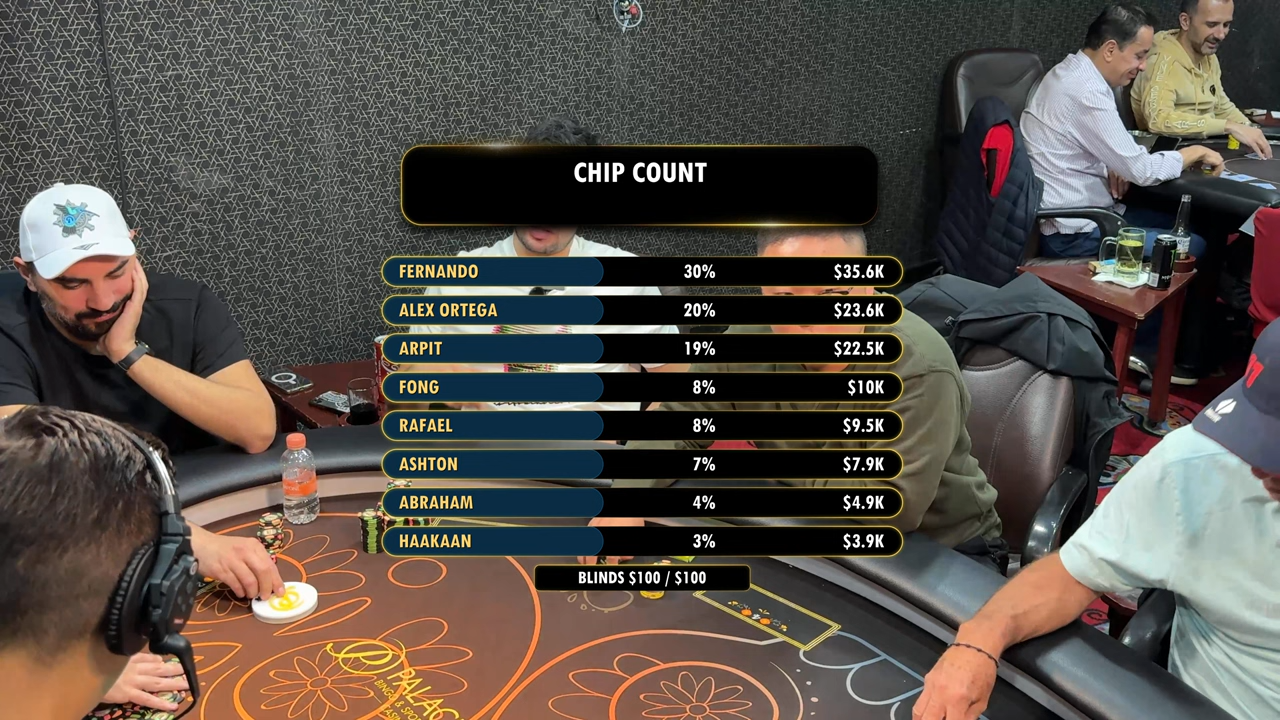 CHIP COUNT
FERNANDO 30% $35.6K
ALEX ORTEGA 20% $23.6K
ARPIT 19% $22.5K
FONG 8% $10K
RAFAEL 8% $9.5K
ASHTON 7% $7.9K
ABRAHAM 4% $4.9K
HAAKAAN 3% $3.9K
BLINDS $100 / $100